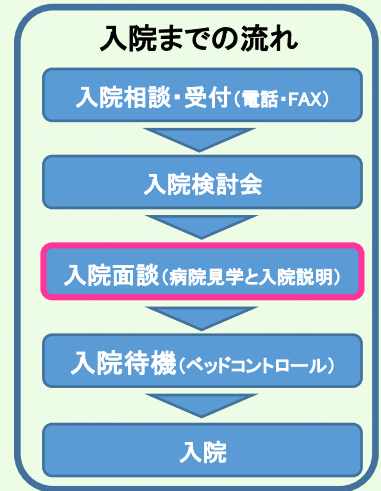 入院までの流れ
入院相談・受付(電話・FAX)
入院検討会
入院面談(病院見学と入院説明)
入院待機(ベッドコントロール)
入院